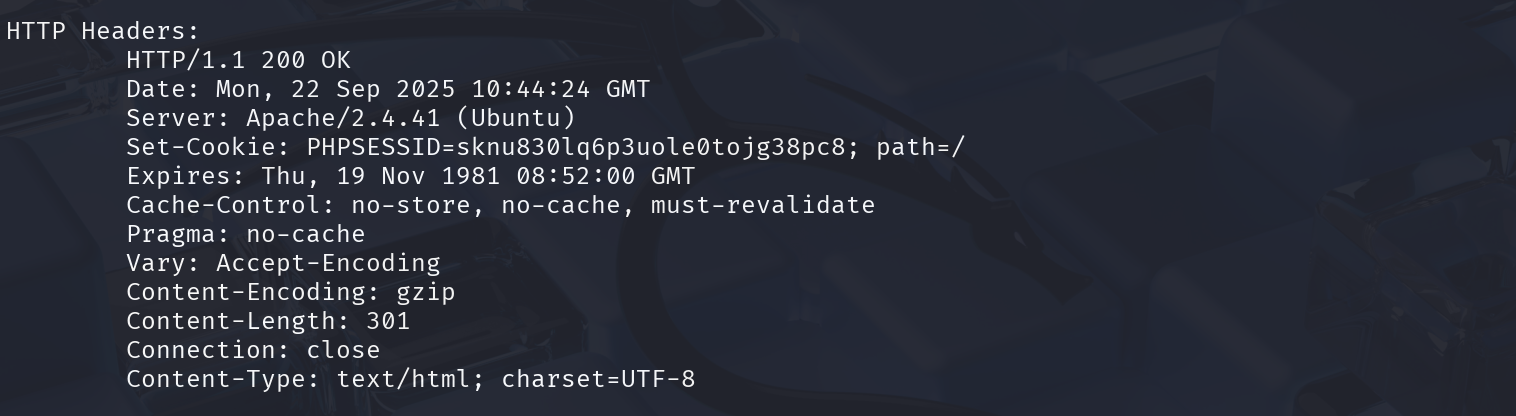 HTTP Headers:
HTTP/1.1 200 OK
Date: Mon, 22 Sep 2025 10:44:24 GMT
Server: Apache/2.4.41 (Ubuntu)
Set-Cookie: PHPSESSID=sknu830lq6p3uole0tojg38pc8; path=/
Expires: Thu, 19 Nov 1981 08:52:00 GMT
Cache-Control: no-store, no-cache, must-revalidate
Pragma: no-cache
Vary: Accept-Encoding
Content-Encoding: gzip
Content-Length: 301
Connection: close
Content-Type: text/html; charset=UTF-8